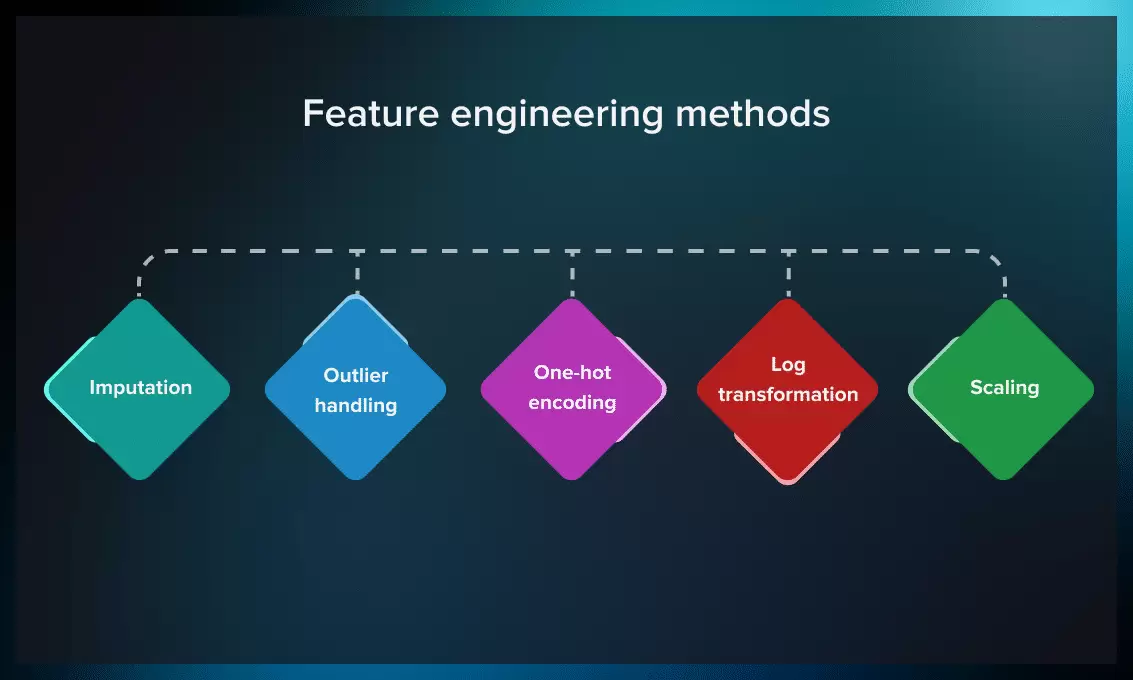 Feature engineering methods
Imputation
Outlier
handling
One-hot
encoding
Log
transformation
Scaling